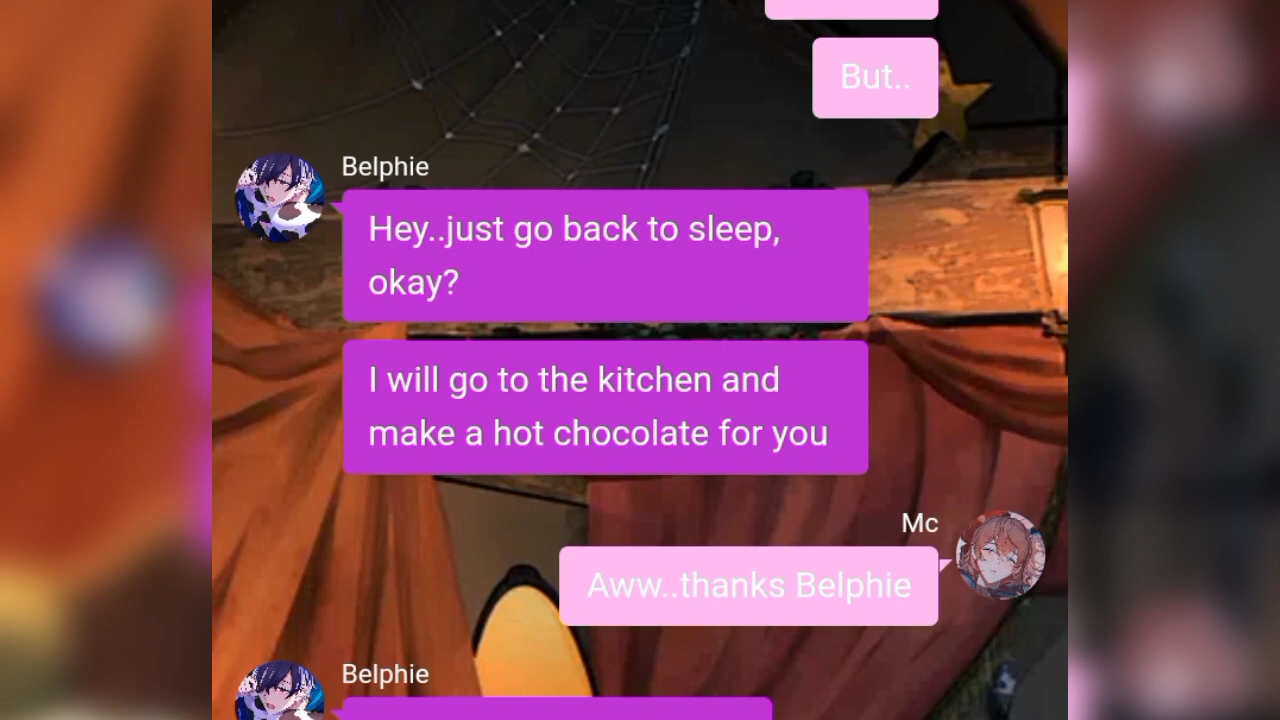 But..
Belphie
Hey..just go back to sleep,
okay?
I will go to the kitchen and
make a hot chocolate for you
Mc
Aww..thanks Belphie
Belphie